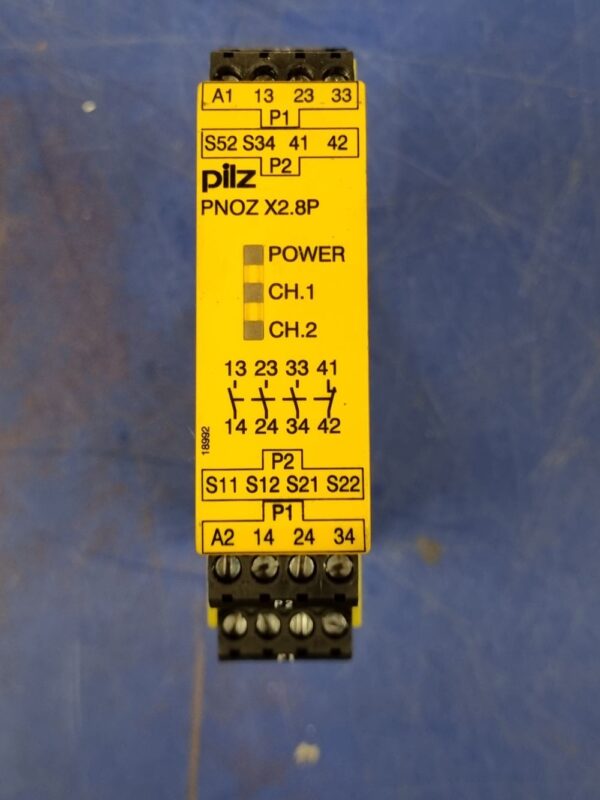 A1 13 23 33
P1
S52 S34 41 42
P2
pilz
PNOZ X2.8P
POWER
CH.1
CH.2
13 23 33 41
14 24 34 42
18992
P2
S11 S12 S21 S22
P1
A2 14 24 34
P2
P1